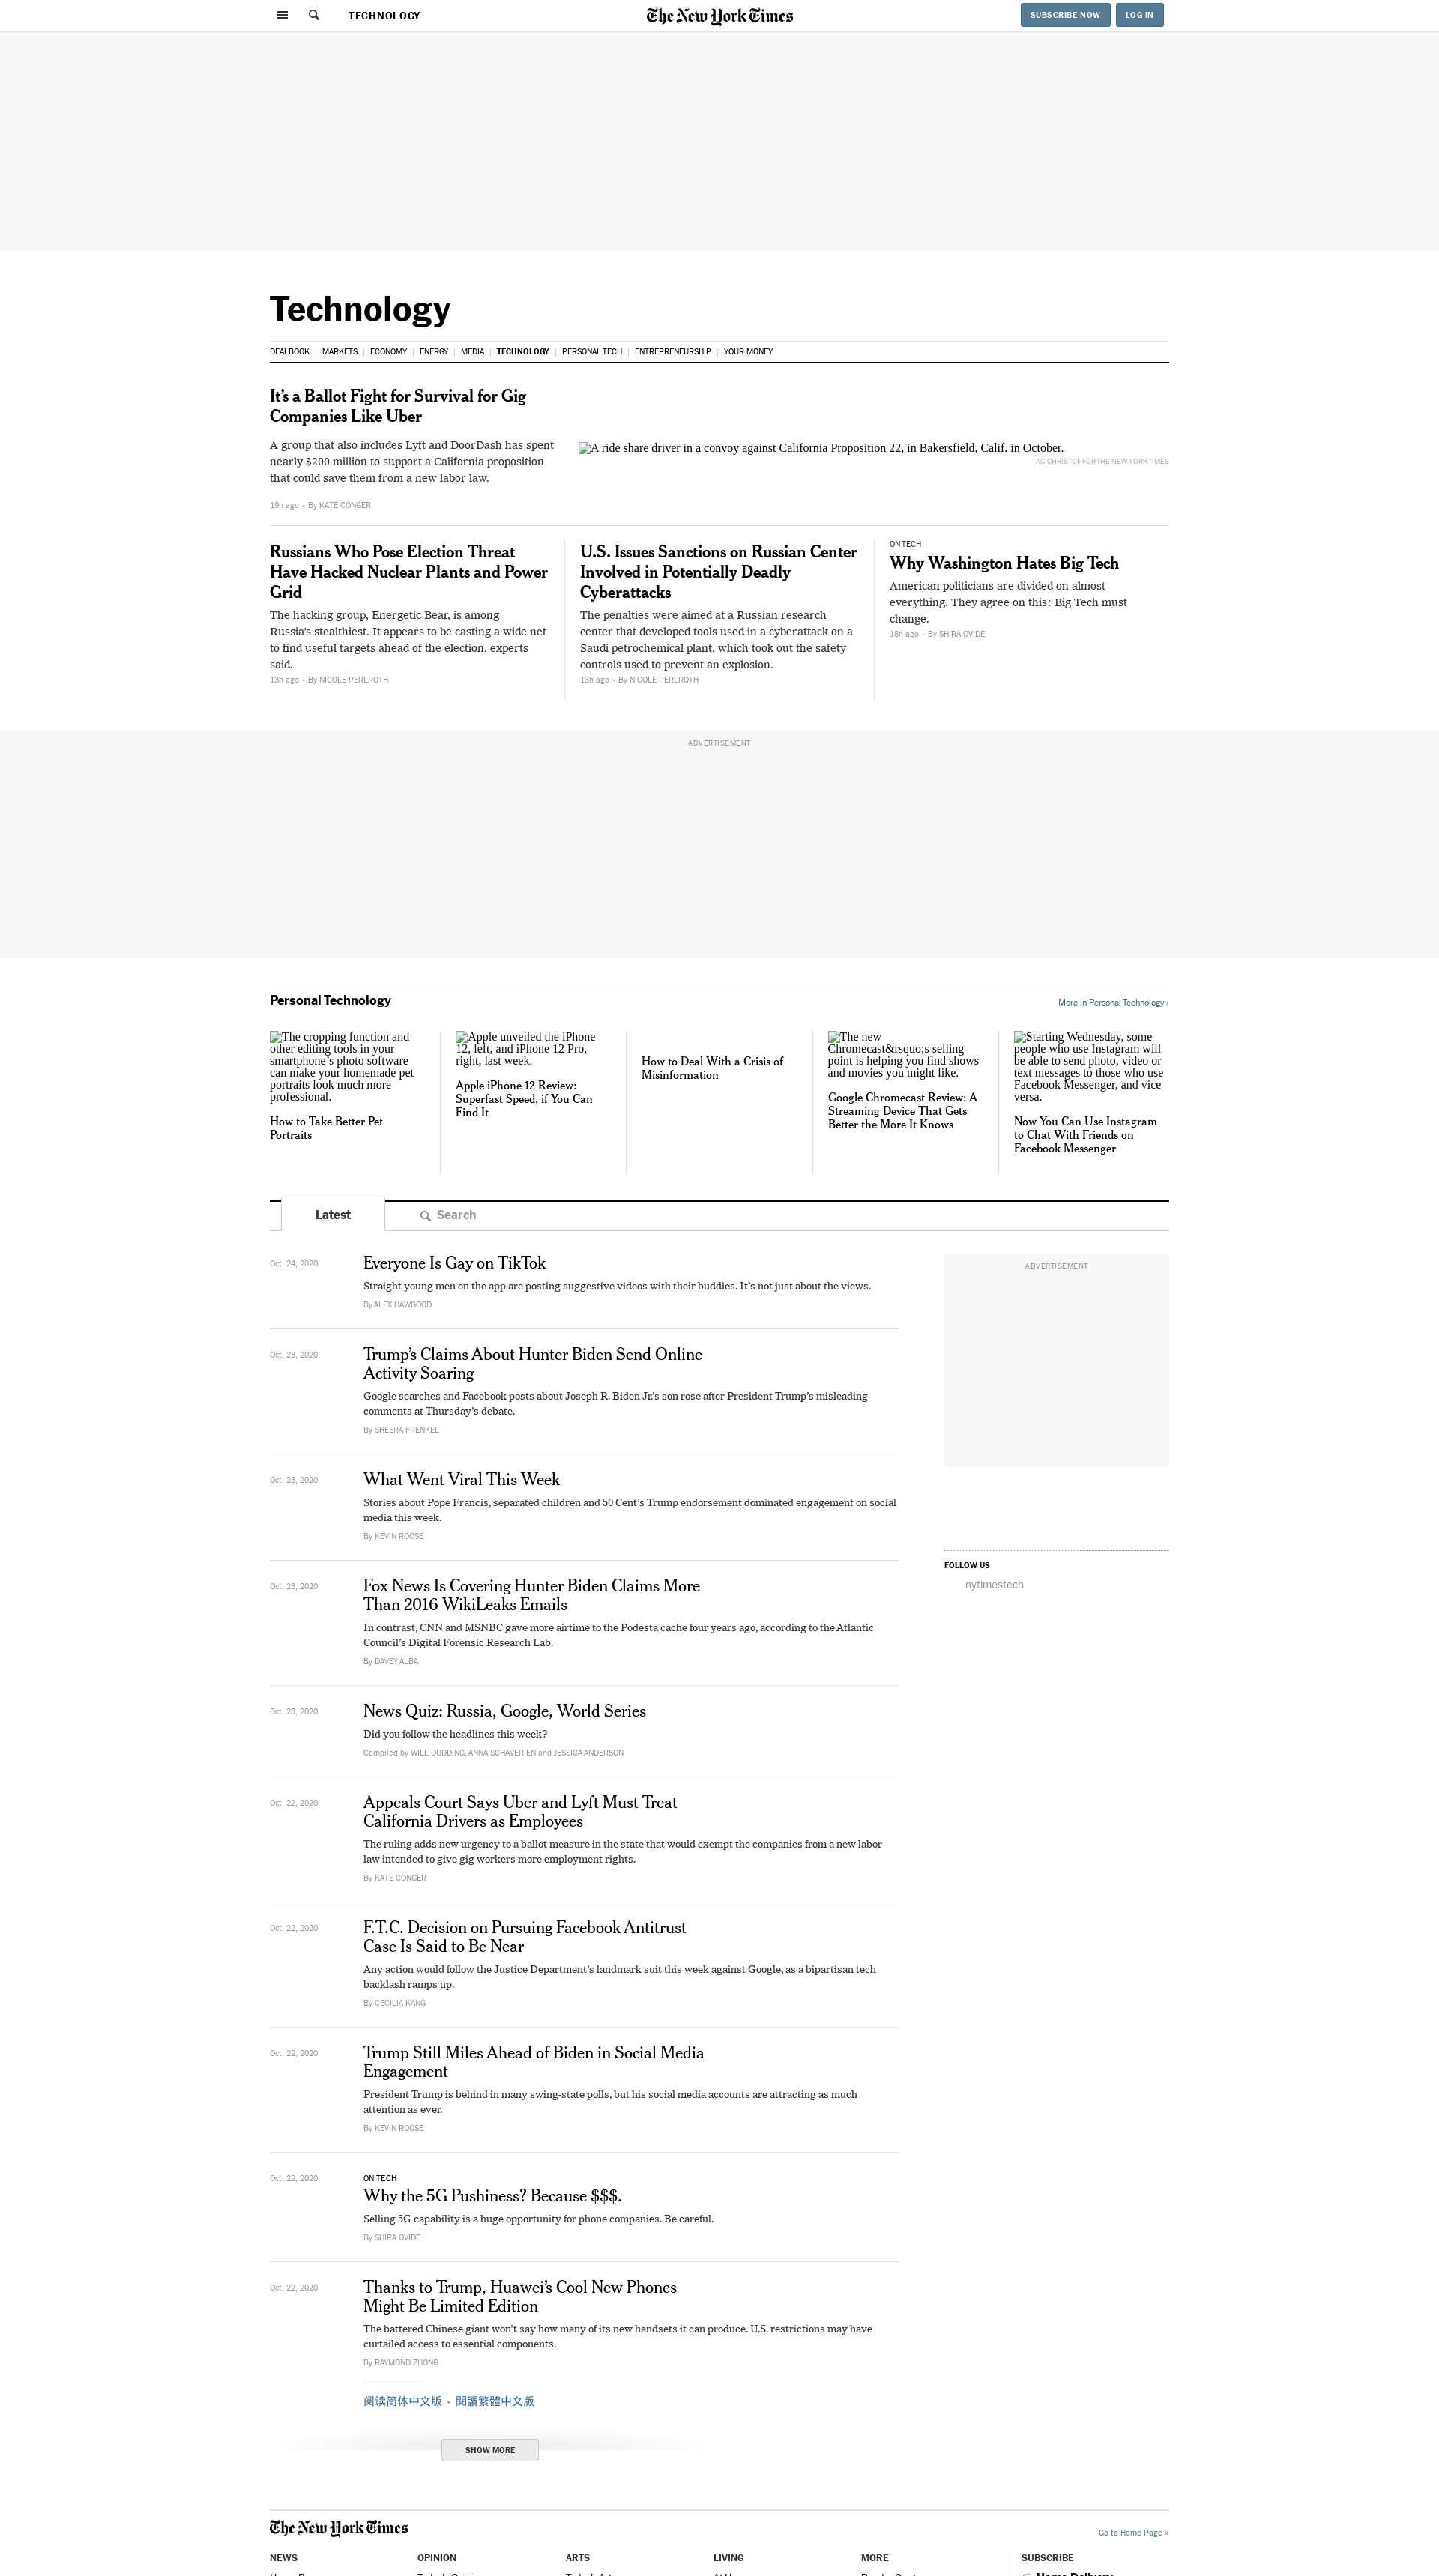 TECHNOLOGY
The New York Times
SUBSCRIBE NOW
LOG IN
Technology
DEALBOOK | MARKETS | ECONOMY | ENERGY | MEDIA | TECHNOLOGY | PERSONAL TECH | ENTREPRENEURSHIP | YOUR MONEY
It’s a Ballot Fight for Survival for Gig
Companies Like Uber
A group that also includes Lyft and DoorDash has spent
nearly $200 million to support a California proposition
that could save them from a new labor law.
19h ago • By KATE CONGER
A ride share driver in a convoy against California Proposition 22, in Bakersfield, Calif. in October.
TAG CHRISTOF FOR THE NEW YORK TIMES
Russians Who Pose Election Threat
Have Hacked Nuclear Plants and Power
Grid
The hacking group, Energetic Bear, is among
Russia’s stealthiest. It appears to be casting a wide net
to find useful targets ahead of the election, experts
said.
13h ago • By NICOLE PERLROTH
U.S. Issues Sanctions on Russian Center
Involved in Potentially Deadly
Cyberattacks
The penalties were aimed at a Russian research
center that developed tools used in a cyberattack on a
Saudi petrochemical plant, which took out the safety
controls used to prevent an explosion.
13h ago • By NICOLE PERLROTH
ON TECH
Why Washington Hates Big Tech
American politicians are divided on almost
everything. They agree on this: Big Tech must
change.
18h ago • By SHIRA OVIDE
ADVERTISEMENT
Personal Technology
More in Personal Technology ›
The cropping function and
other editing tools in your
smartphone’s photo software
can make your homemade pet
portraits look much more
professional.
How to Take Better Pet
Portraits
Apple unveiled the iPhone
12, left, and iPhone 12 Pro,
right, last week.
Apple iPhone 12 Review:
Superfast Speed, if You Can
Find It
How to Deal With a Crisis of
Misinformation
The new
Chromecast&rsquo;s selling
point is helping you find shows
and movies you might like.
Google Chromecast Review: A
Streaming Device That Gets
Better the More It Knows
Starting Wednesday, some
people who use Instagram will
be able to send photo, video or
text messages to those who use
Facebook Messenger, and vice
versa.
Now You Can Use Instagram
to Chat With Friends on
Facebook Messenger
Latest
Search
Oct. 24, 2020
Everyone Is Gay on TikTok
Straight young men on the app are posting suggestive videos with their buddies. It’s not just about the views.
By ALEX HAWGOOD
ADVERTISEMENT
Oct. 23, 2020
Trump’s Claims About Hunter Biden Send Online
Activity Soaring
Google searches and Facebook posts about Joseph R. Biden Jr.’s son rose after President Trump’s misleading
comments at Thursday’s debate.
By SHEERA FRENKEL
Oct. 23, 2020
What Went Viral This Week
Stories about Pope Francis, separated children and 50 Cent’s Trump endorsement dominated engagement on social
media this week.
By KEVIN ROOSE
FOLLOW US
nytimestech
Oct. 23, 2020
Fox News Is Covering Hunter Biden Claims More
Than 2016 WikiLeaks Emails
In contrast, CNN and MSNBC gave more airtime to the Podesta cache four years ago, according to the Atlantic
Council’s Digital Forensic Research Lab.
By DAVEY ALBA
Oct. 23, 2020
News Quiz: Russia, Google, World Series
Did you follow the headlines this week?
Compiled by WILL DUDDING, ANNA SCHAVERIEN and JESSICA ANDERSON
Oct. 22, 2020
Appeals Court Says Uber and Lyft Must Treat
California Drivers as Employees
The ruling adds new urgency to a ballot measure in the state that would exempt the companies from a new labor
law intended to give gig workers more employment rights.
By KATE CONGER
Oct. 22, 2020
F.T.C. Decision on Pursuing Facebook Antitrust
Case Is Said to Be Near
Any action would follow the Justice Department’s landmark suit this week against Google, as a bipartisan tech
backlash ramps up.
By CECILIA KANG
Oct. 22, 2020
Trump Still Miles Ahead of Biden in Social Media
Engagement
President Trump is behind in many swing-state polls, but his social media accounts are attracting as much
attention as ever.
By KEVIN ROOSE
Oct. 22, 2020
ON TECH
Why the 5G Pushiness? Because $$$.
Selling 5G capability is a huge opportunity for phone companies. Be careful.
By SHIRA OVIDE
Oct. 22, 2020
Thanks to Trump, Huawei’s Cool New Phones
Might Be Limited Edition
The battered Chinese giant won’t say how many of its new handsets it can produce. U.S. restrictions may have
curtailed access to essential components.
By RAYMOND ZHONG
阅读简体中文版 • 閱讀繁體中文版
SHOW MORE
The New York Times
Go to Home Page »
NEWS
OPINION
ARTS
LIVING
MORE
SUBSCRIBE